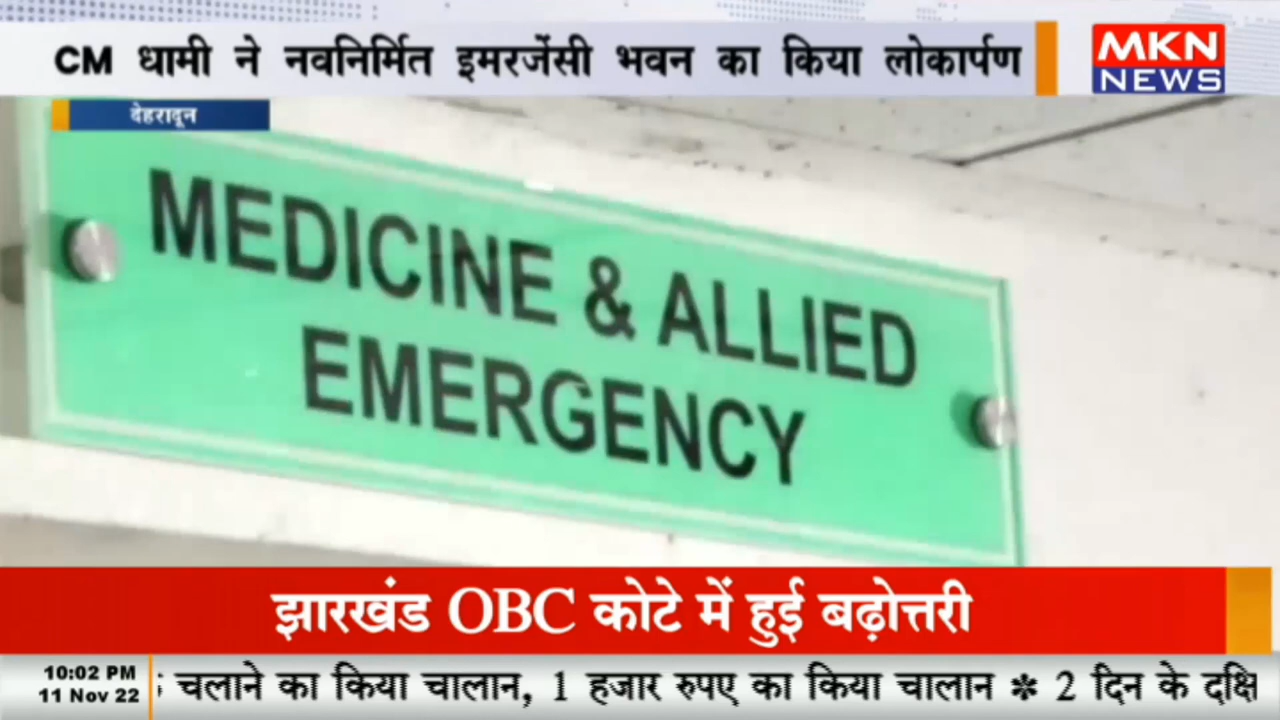 CM धामी ने नवनिर्मित इमरजेंसी भवन का किया लोकार्पण
MKN
NEWS
देहरादून
MEDICINE & ALLIED
EMERGENCY
झारखंड OBC कोटे में हुई बढ़ोत्तरी
10:02 PM
11 Nov 22
चलाने का किया चालान, 1 हजार रुपए का किया चालान * 2 दिन के